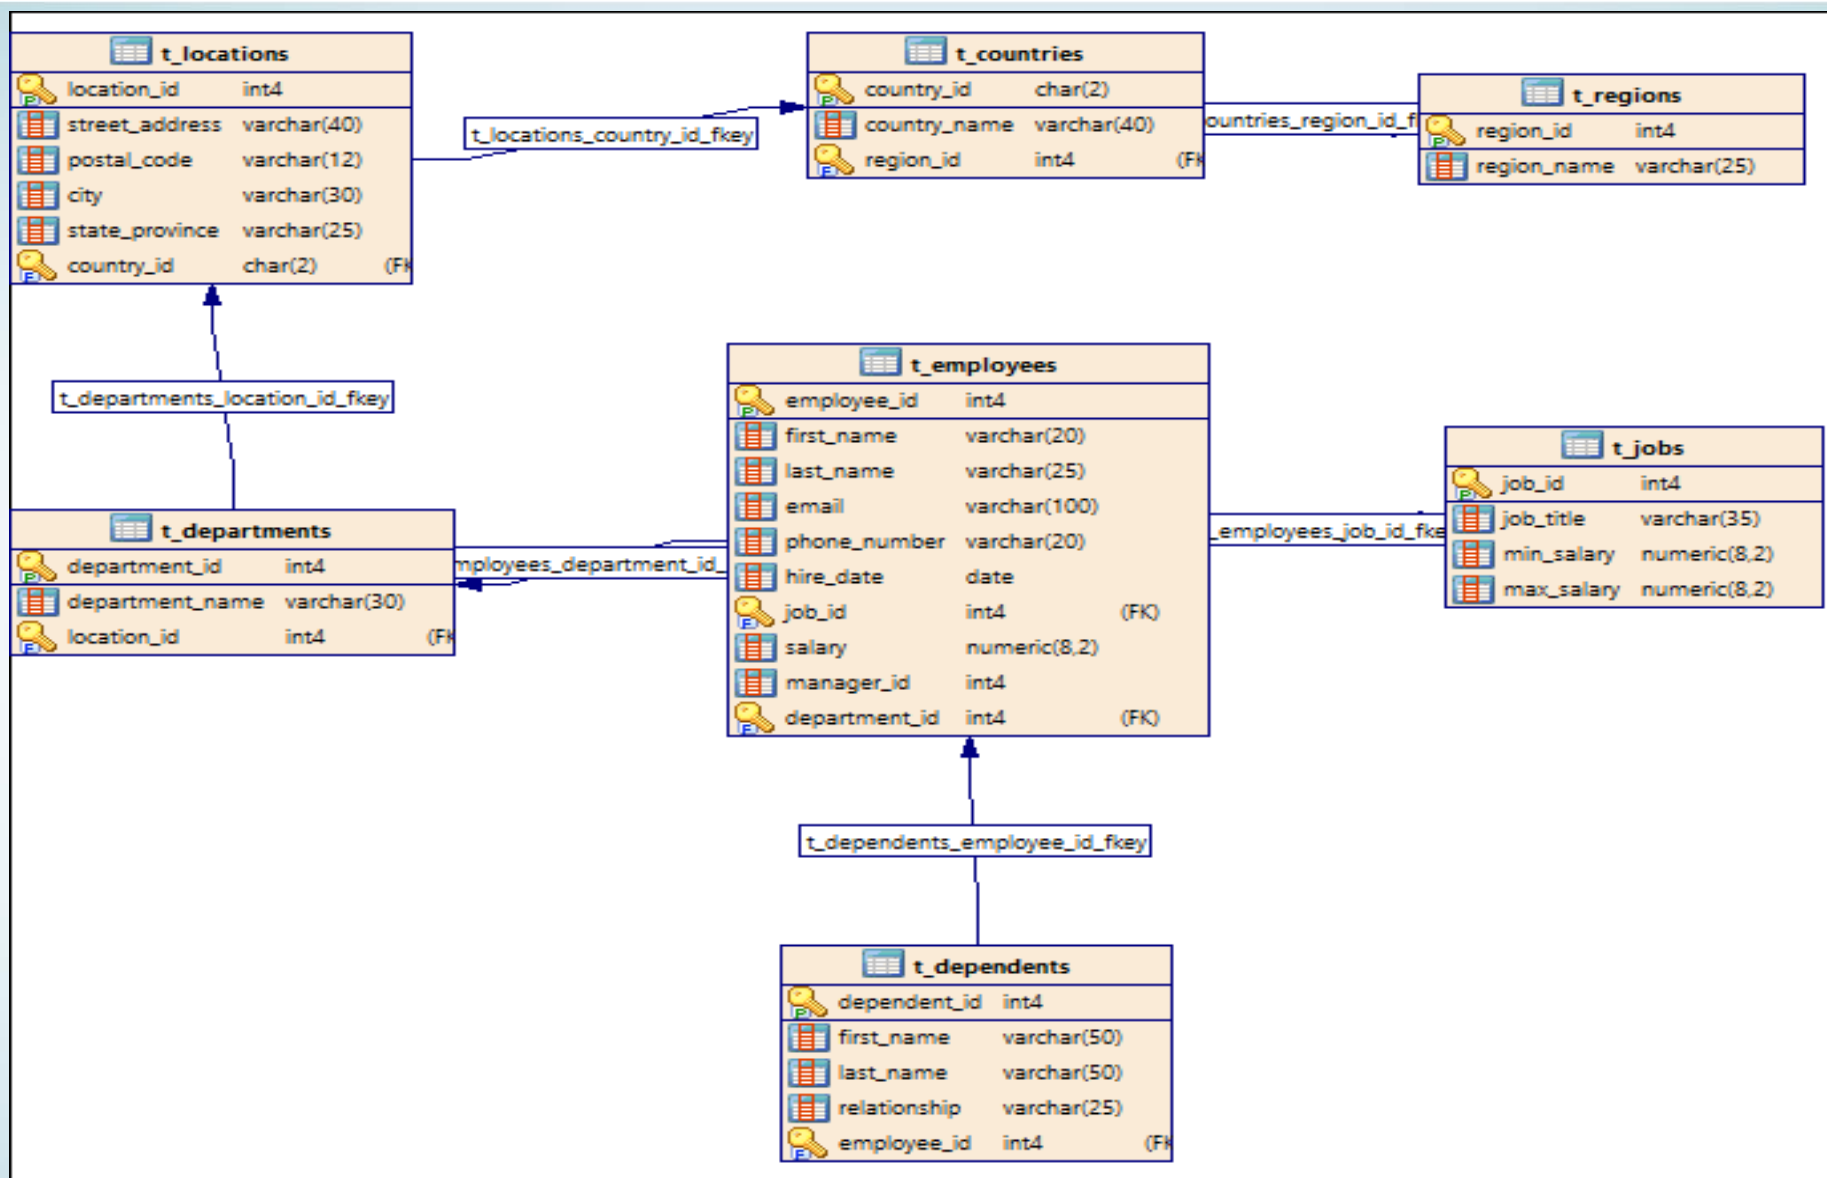 t_locations
location_id int4
street_address varchar(40)
postal_code varchar(12)
city varchar(30)
state_province varchar(25)
country_id char(2) (FK
t_locations_country_id_fkey
t_countries
country_id char(2)
country_name varchar(40)
region_id int4 (FK
ountries_region_id_f
t_regions
region_id int4
region_name varchar(25)
t_departments_location_id_fkey
t_departments
department_id int4
department_name varchar(30)
location_id int4 (FK
mployees_department_id_
t_employees
employee_id int4
first_name varchar(20)
last_name varchar(25)
email varchar(100)
phone_number varchar(20)
hire_date date
job_id int4 (FK)
salary numeric(8,2)
manager_id int4
department_id int4 (FK)
_employees_job_id_fke
t_jobs
job_id int4
job_title varchar(35)
min_salary numeric(8,2)
max_salary numeric(8,2)
t_dependents_employee_id_fkey
t_dependents
dependent_id int4
first_name varchar(50)
last_name varchar(50)
relationship varchar(25)
employee_id int4 (FK